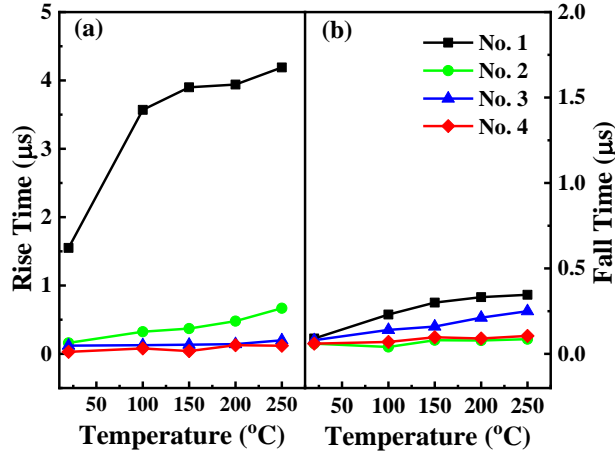 (a)
(b)
5
4
3
2
1
0
Rise Time (μs)
2.0
1.5
1.0
0.5
0.0
Fall Time (μs)
No. 1
No. 2
No. 3
No. 4
50 100 150 200 250
50 100 150 200 250
Temperature (°C)
Temperature (°C)